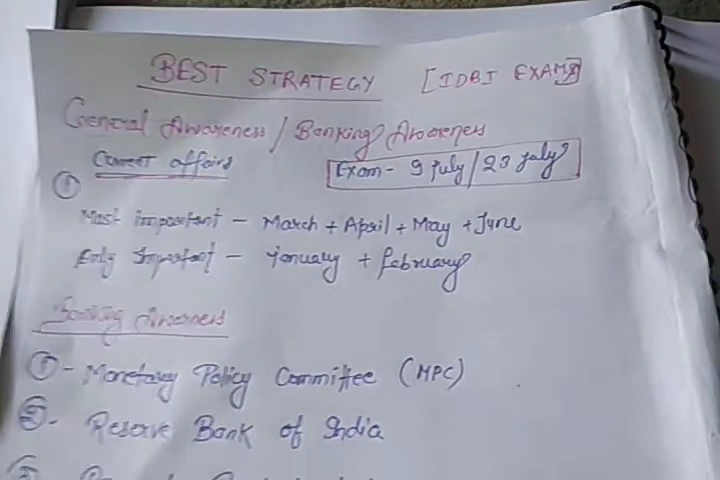 BEST STRATEGY [IDBI EXAMS]
General Awareness / Banking Awareness
Current affairs
Exam - 9 July / 23 July
①
Most important - March + April + May + June
Only Important - January + February
Banking Awareness
① - Monetary Policy Committee (MPC)
② - Reserve Bank of India